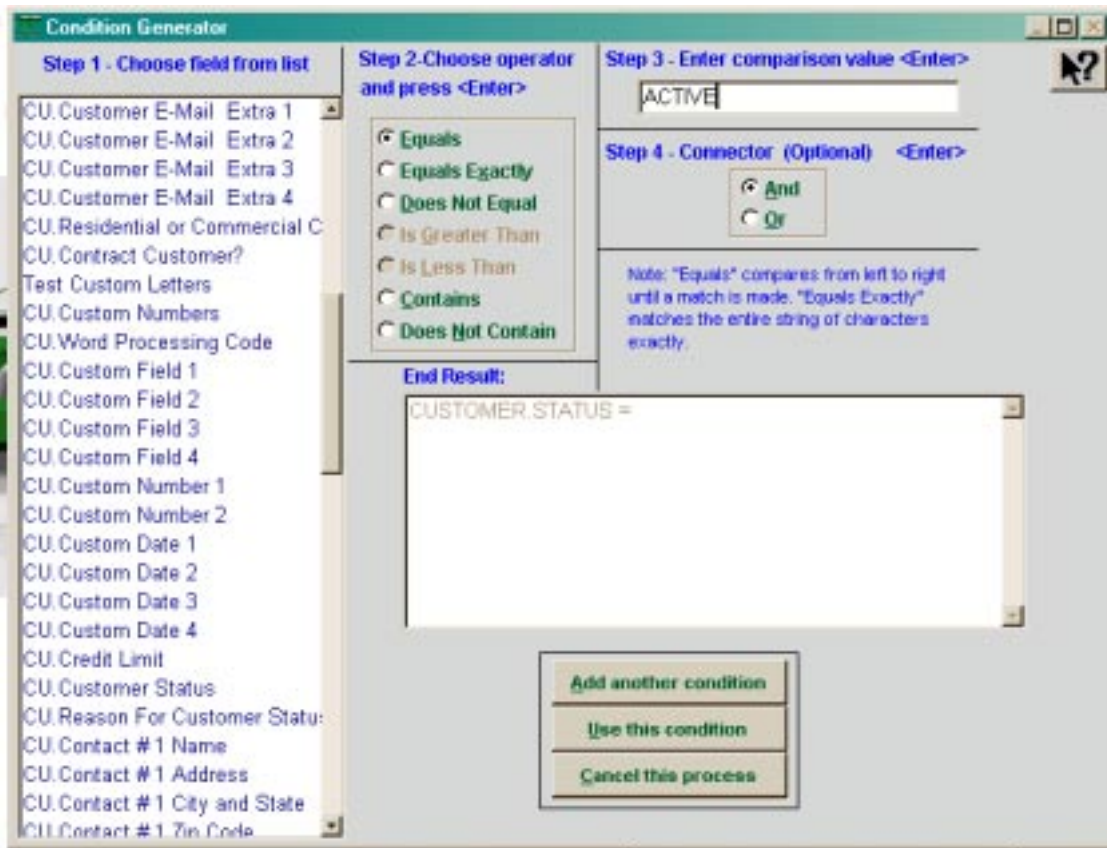 Condition Generator
Step 1 - Choose field from list
CU.Customer E-Mail Extra 1
CU.Customer E-Mail Extra 2
CU.Customer E-Mail Extra 3
CU.Customer E-Mail Extra 4
CU.Residential or Commercial C
CU.Contract Customer?
Test Custom Letters
CU.Custom Numbers
CU.Word Processing Code
CU.Custom Field 1
CU.Custom Field 2
CU.Custom Field 3
CU.Custom Field 4
CU.Custom Number 1
CU.Custom Number 2
CU.Custom Date 1
CU.Custom Date 2
CU.Custom Date 3
CU.Custom Date 4
CU.Credit Limit
CU.Customer Status
CU.Reason For Customer Status
CU.Contact #1 Name
CU.Contact #1 Address
CU.Contact #1 City and State
CU.Contact #1 Zip Code
Step 2-Choose operator
and press <Enter>
Equals
Equals Exactly
Does Not Equal
Is Greater Than
Is Less Than
Contains
Does Not Contain
Step 3 - Enter comparison value <Enter>
ACTIVE
Step 4 - Connector (Optional) <Enter>
And
Or
Note: "Equals" compares from left to right
until a match is made. "Equals Exactly"
matches the entire string of characters
exactly.
End Result:
CUSTOMER.STATUS =
Add another condition
Use this condition
Cancel this process